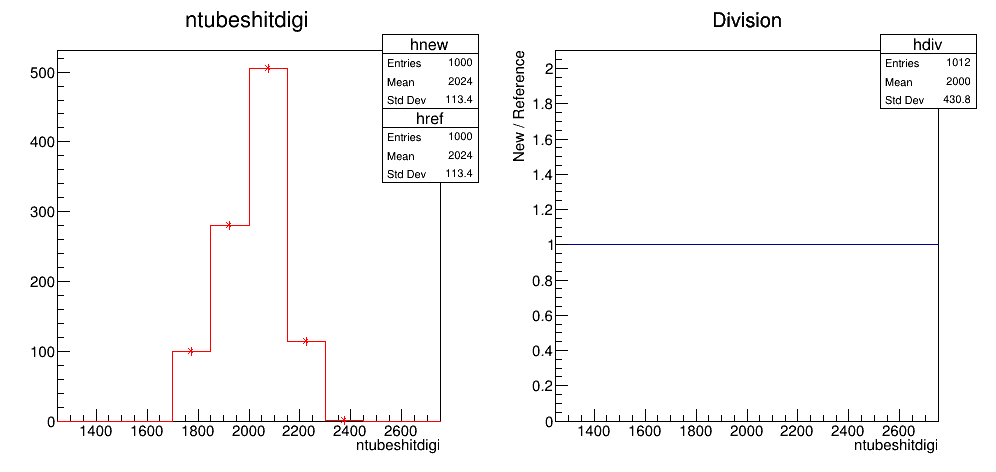 ntubeshitdigi
hnew
Entries 1000
Mean 2024
Std Dev 113.4
href
Entries 1000
Mean 2024
Std Dev 113.4
500
400
300
200
100
0
1400 1600 1800 2000 2200 2400 2600
ntubeshitdigi
Division
hdiv
Entries 1012
Mean 2000
Std Dev 430.8
New / Reference
2
1.8
1.6
1.4
1.2
1
0.8
0.6
0.4
0.2
0
1400 1600 1800 2000 2200 2400 2600
ntubeshitdigi